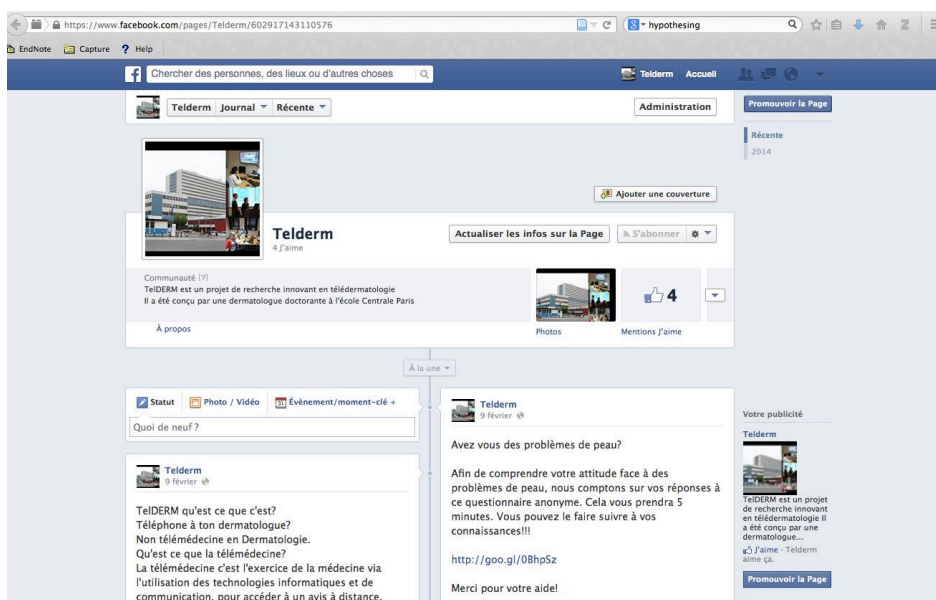 https://www.facebook.com/pages/Telderm/602917143110576
hypothesing
EndNote Capture ? Help
Chercher des personnes, des lieux ou d'autres choses
Telderm Accueil
Telderm Journal Récente
Administration
Promouvoir la Page
Récente
2014
Ajouter une couverture
Telderm
4 J'aime
Actualiser les infos sur la Page
S'abonner
Communauté [?]
TelDERM est un projet de recherche innovant en télédermatologie
Il a été conçu par une dermatologue doctorante à l'école Centrale Paris
À propos
4
Photos
Mentions J'aime
À la une
Statut Photo / Vidéo Évènement/moment-clé +
Quoi de neuf ?
Telderm
9 février
TelDERM qu'est ce que c'est?
Téléphone à ton dermatologue?
Non télémédecine en Dermatologie.
Qu'est ce que la télémédecine?
La télémédecine c'est l'exercice de la médecine via
l'utilisation des technologies informatiques et de
communication, pour accéder à un avis à distance.
Telderm
9 février
Avez vous des problèmes de peau?
Afin de comprendre votre attitude face à des
problèmes de peau, nous comptons sur vos réponses à
ce questionnaire anonyme. Cela vous prendra 5
minutes. Vous pouvez le faire suivre à vos
connaissances!!!
http://goo.gl/0BhpSz
Merci pour votre aide!
Votre publicité
Telderm
TelDERM est un projet
de recherche innovant
en télédermatologie Il
a été conçu par une
dermatologue...
J'aime · Telderm
aime ça.
Promouvoir la Page